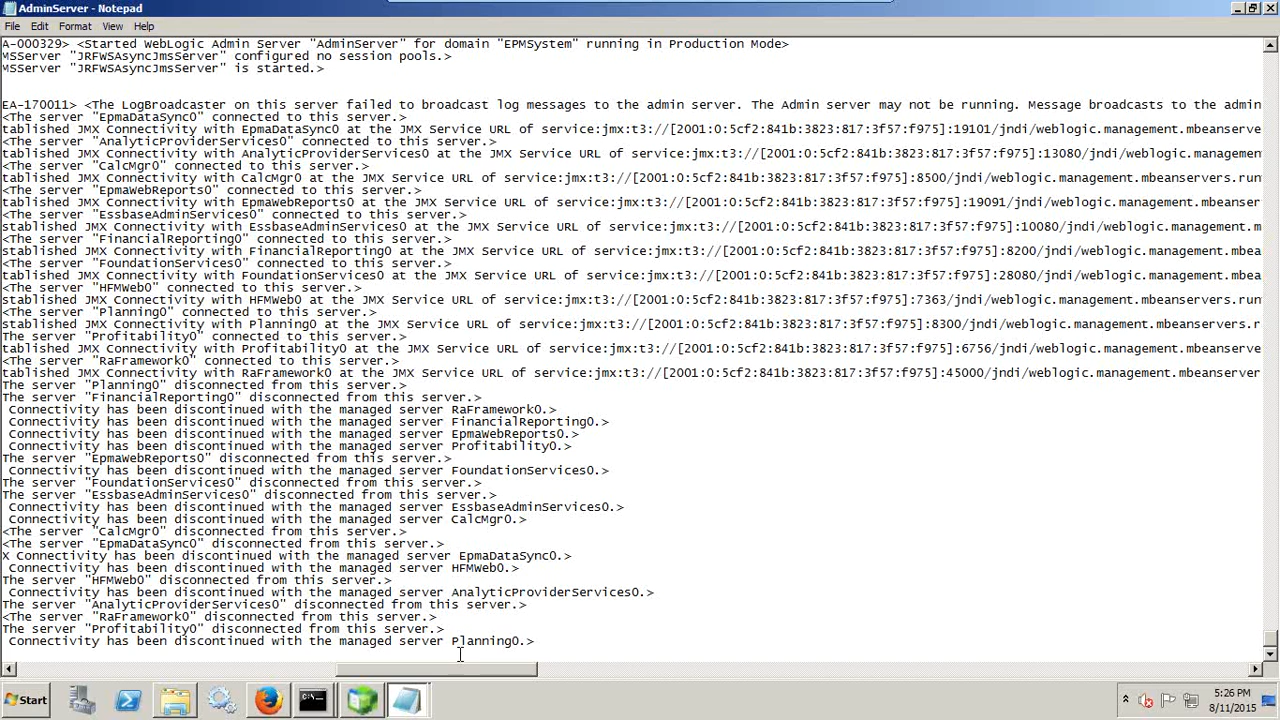 AdminServer - Notepad
File Edit Format View Help
A-000329> <Started WebLogic Admin Server "AdminServer" for domain "EPMSystem" running in Production Mode>
MSServer "JRFWSAsyncJmsServer" configured no session pools.>
MSServer "JRFWSAsyncJmsServer" is started.>
EA-170011> <The LogBroadcaster on this server failed to broadcast log messages to the admin server. The Admin server may not be running. Message broadcasts to the admin
<The server "EpmaDataSync0" connected to this server.>
tablished JMX Connectivity with EpmaDataSync0 at the JMX Service URL of service:jmx:t3://[2001:0:5cf2:841b:3823:817:3f57:f975]:19101/jndi/weblogic.management.mbeanserve
<The server "AnalyticProviderServices0" connected to this server.>
tablished JMX Connectivity with AnalyticProviderServices0 at the JMX Service URL of service:jmx:t3://[2001:0:5cf2:841b:3823:817:3f57:f975]:13080/jndi/weblogic.management
<The server "CalcMgr0" connected to this server.>
tablished JMX Connectivity with CalcMgr0 at the JMX Service URL of service:jmx:t3://[2001:0:5cf2:841b:3823:817:3f57:f975]:8500/jndi/weblogic.management.mbeanservers.run
<The server "EpmaWebReports0" connected to this server.>
tablished JMX Connectivity with EpmaWebReports0 at the JMX Service URL of service:jmx:t3://[2001:0:5cf2:841b:3823:817:3f57:f975]:19091/jndi/weblogic.management.mbeanser
<The server "EssbaseAdminServices0" connected to this server.>
stablished JMX Connectivity with EssbaseAdminServices0 at the JMX Service URL of service:jmx:t3://[2001:0:5cf2:841b:3823:817:3f57:f975]:10080/jndi/weblogic.management.m
<The server "FinancialReporting0" connected to this server.>
stablished JMX Connectivity with FinancialReporting0 at the JMX Service URL of service:jmx:t3://[2001:0:5cf2:841b:3823:817:3f57:f975]:8200/jndi/weblogic.management.mbea
<The server "FoundationServices0" connected to this server.>
tablished JMX Connectivity with FoundationServices0 at the JMX Service URL of service:jmx:t3://[2001:0:5cf2:841b:3823:817:3f57:f975]:28080/jndi/weblogic.management.mbea
<The server "HFMWeb0" connected to this server.>
stablished JMX Connectivity with HFMWeb0 at the JMX Service URL of service:jmx:t3://[2001:0:5cf2:841b:3823:817:3f57:f975]:7363/jndi/weblogic.management.mbeanservers.run
<The server "Planning0" connected to this server.>
stablished JMX Connectivity with Planning0 at the JMX Service URL of service:jmx:t3://[2001:0:5cf2:841b:3823:817:3f57:f975]:8300/jndi/weblogic.management.mbeanservers.r
The server "Profitability0" connected to this server.>
tablished JMX Connectivity with Profitability0 at the JMX Service URL of service:jmx:t3://[2001:0:5cf2:841b:3823:817:3f57:f975]:6756/jndi/weblogic.management.mbeanserve
<The server "RaFramework0" connected to this server.>
tablished JMX Connectivity with RaFramework0 at the JMX Service URL of service:jmx:t3://[2001:0:5cf2:841b:3823:817:3f57:f975]:45000/jndi/weblogic.management.mbeanserver
The server "Planning0" disconnected from this server.>
The server "FinancialReporting0" disconnected from this server.>
Connectivity has been discontinued with the managed server RaFramework0.>
Connectivity has been discontinued with the managed server FinancialReporting0.>
Connectivity has been discontinued with the managed server EpmaWebReports0.>
Connectivity has been discontinued with the managed server Profitability0.>
The server "EpmaWebReports0" disconnected from this server.>
Connectivity has been discontinued with the managed server FoundationServices0.>
The server "FoundationServices0" disconnected from this server.>
The server "EssbaseAdminServices0" disconnected from this server.>
Connectivity has been discontinued with the managed server EssbaseAdminServices0.>
Connectivity has been discontinued with the managed server CalcMgr0.>
<The server "CalcMgr0" disconnected from this server.>
<The server "EpmaDataSync0" disconnected from this server.>
X Connectivity has been discontinued with the managed server EpmaDataSync0.>
Connectivity has been discontinued with the managed server HFMWeb0.>
The server "HFMWeb0" disconnected from this server.>
Connectivity has been discontinued with the managed server AnalyticProviderServices0.>
The server "AnalyticProviderServices0" disconnected from this server.>
<The server "RaFramework0" disconnected from this server.>
The server "Profitability0" disconnected from this server.>
Connectivity has been discontinued with the managed server Planning0.>
Start
5:26 PM
8/11/2015